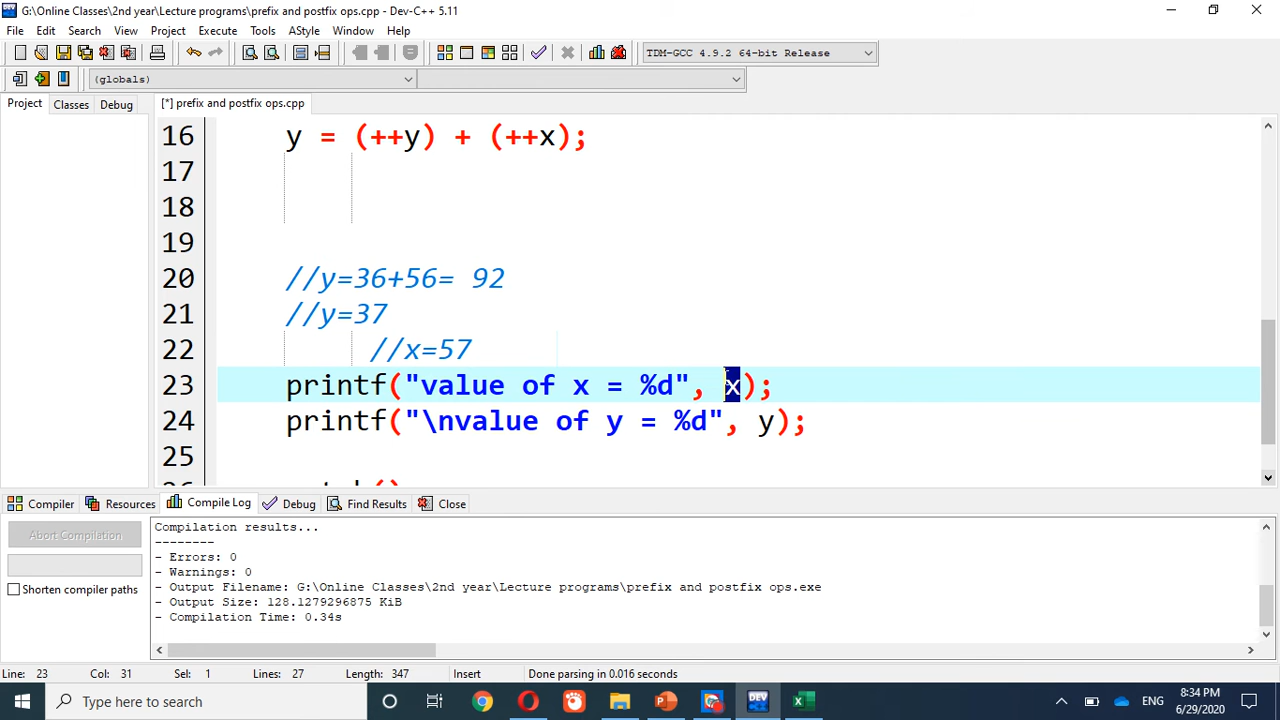 G:\Online Classes\2nd year\Lecture programs\prefix and postfix ops.cpp - Dev-C++ 5.11
File Edit Search View Project Execute Tools AStyle Window Help
TDM-GCC 4.9.2 64-bit Release
(globals)
Project Classes Debug [*] prefix and postfix ops.cpp
16 y = (++y) + (++x);
17
18
19
20 //y=36+56= 92
21 //y=37
22 //x=57
23 printf("value of x = %d", x);
24 printf("\nvalue of y = %d", y);
25
Compiler Resources Compile Log Debug Find Results Close
Abort Compilation
Shorten compiler paths
Compilation results...
--------
- Errors: 0
- Warnings: 0
- Output Filename: G:\Online Classes\2nd year\Lecture programs\prefix and postfix ops.exe
- Output Size: 128.1279296875 KiB
- Compilation Time: 0.34s
Line: 23 Col: 31 Sel: 1 Lines: 27 Length: 347 Insert Done parsing in 0.016 seconds
Type here to search
DEV
ENG
8:34 PM
6/29/2020